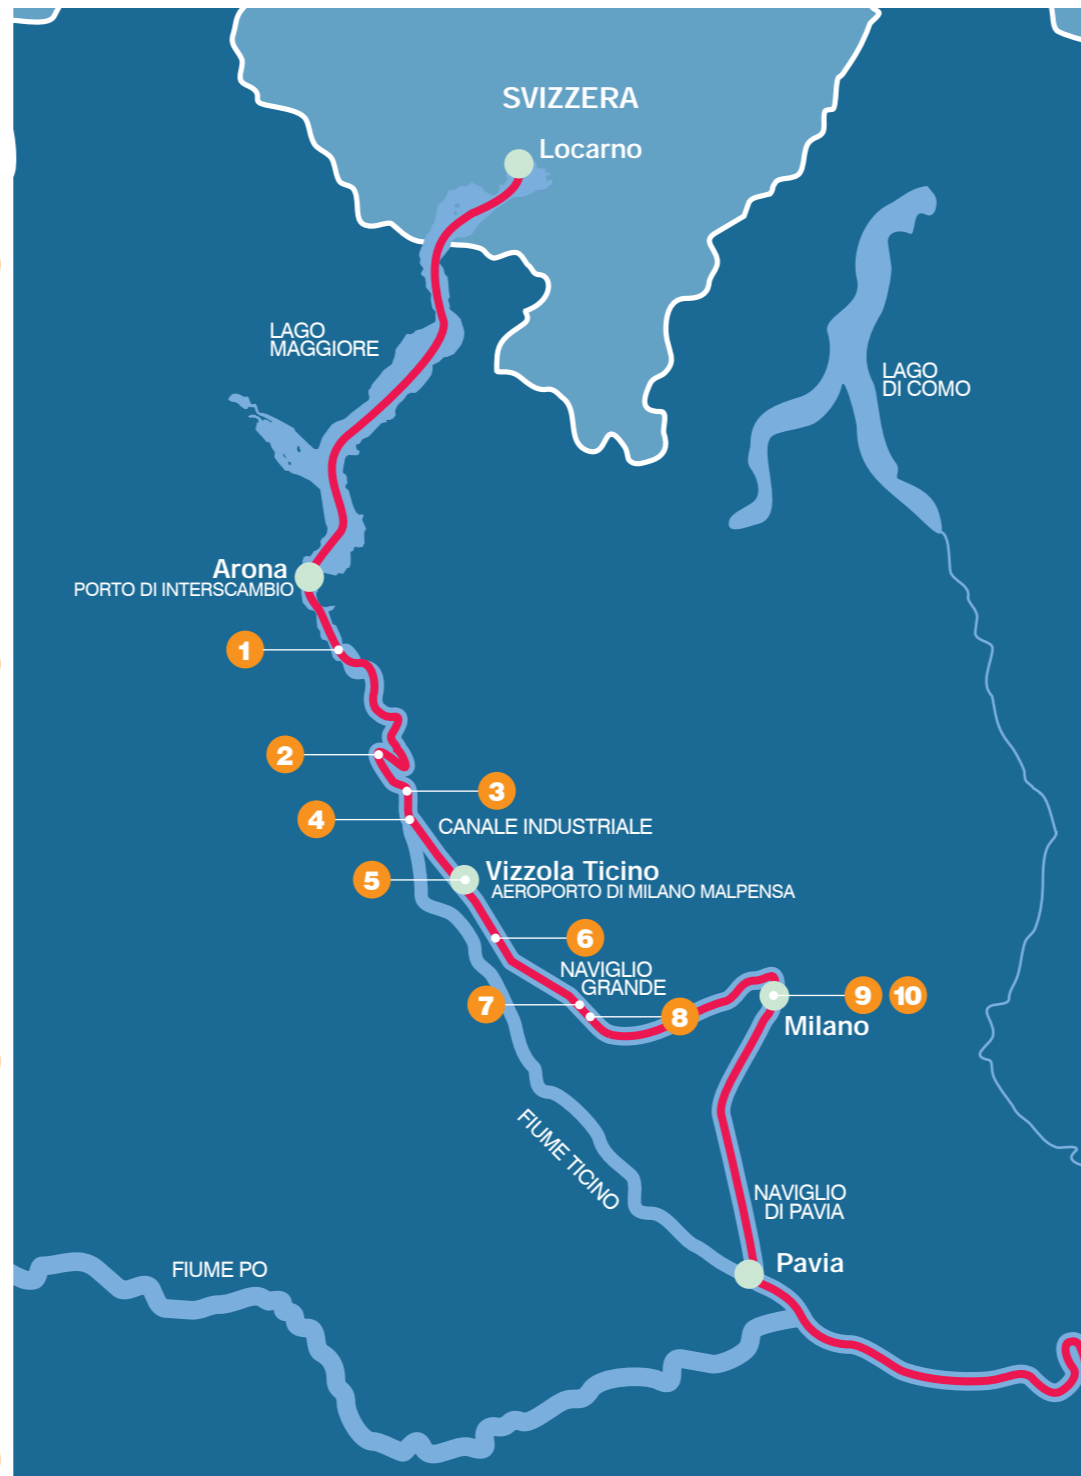 SVIZZERA
Locarno
LAGO
MAGGIORE
LAGO
DI COMO
Arona
PORTO DI INTERSCAMBIO
1
2
3
4
CANALE INDUSTRIALE
5
Vizzola Ticino
AEROPORTO DI MILANO MALPENSA
6
NAVIGLIO
GRANDE
7
8
9 10
Milano
FIUME TICINO
NAVIGLIO
DI PAVIA
Pavia
FIUME PO